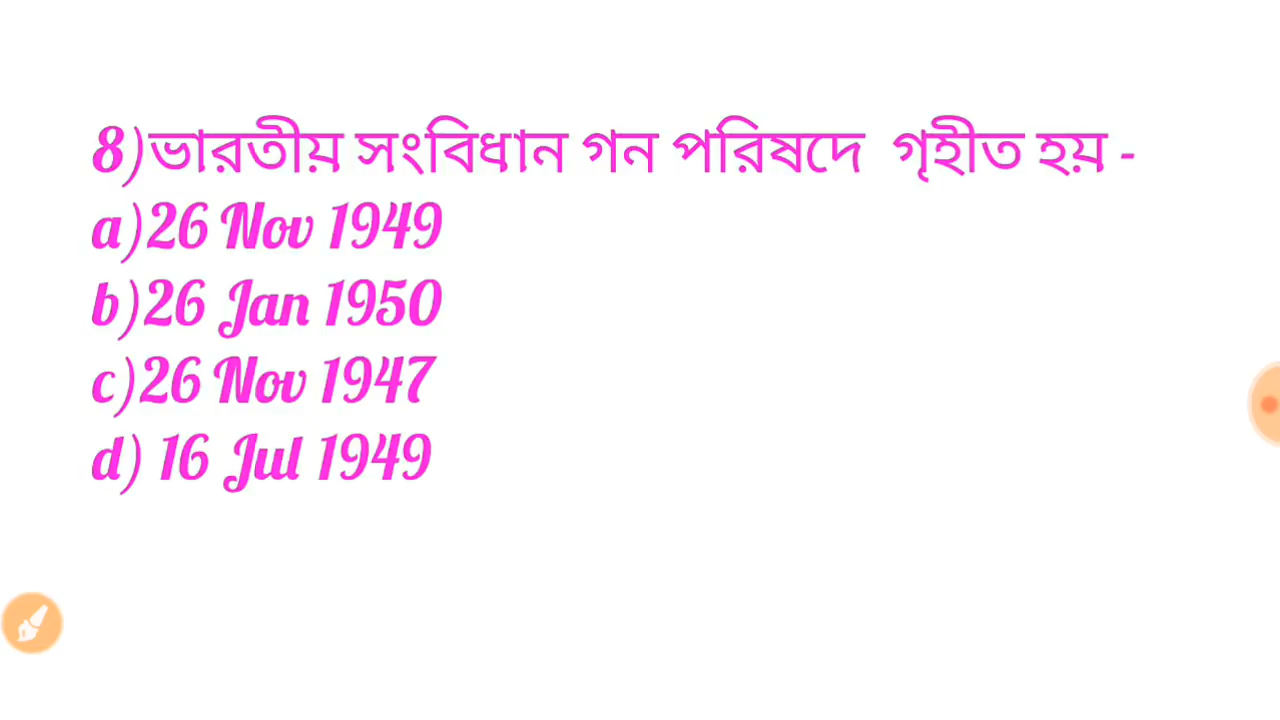 8)ভারতীয় সংবিধান গন পরিষদে গৃহীত হয় -
a)26 Nov 1949
b)26 Jan 1950
c)26 Nov 1947
d) 16 Jul 1949